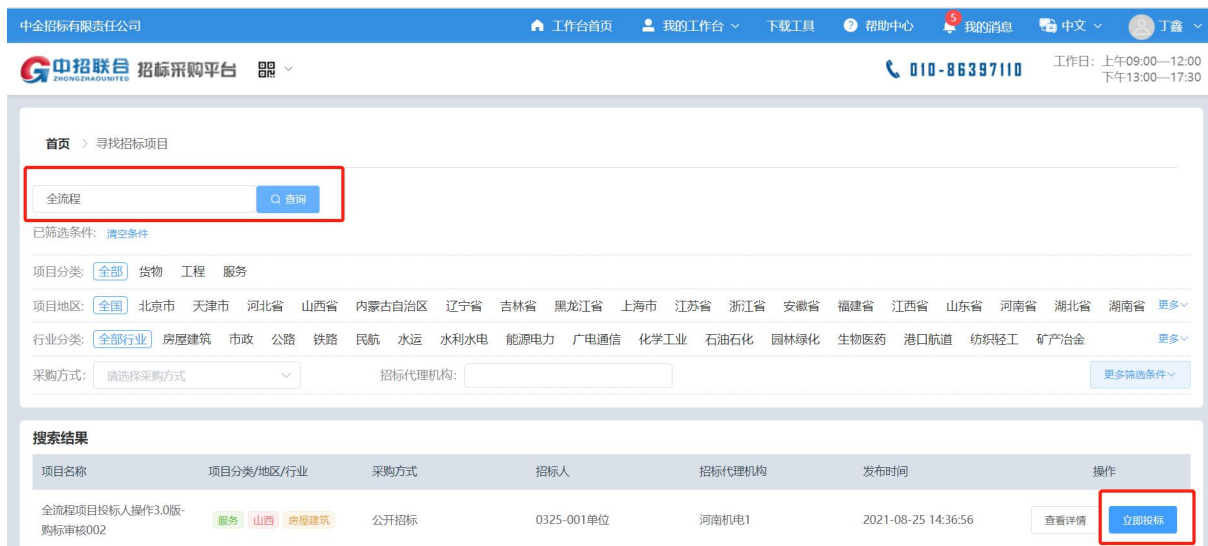 中金招标有限责任公司 工作台首页 我的工作台 下载工具 帮助中心 5 我的消息 中文 丁鑫
中招联合 招标采购平台 010-86397110 工作日：上午09:00—12:00
ZHONGZHAOUNITED 下午13:00—17:30
首页 > 寻找招标项目
全流程 查询
已筛选条件: 清空条件
项目分类: 全部 货物 工程 服务
项目地区: 全国 北京市 天津市 河北省 山西省 内蒙古自治区 辽宁省 吉林省 黑龙江省 上海市 江苏省 浙江省 安徽省 福建省 江西省 山东省 河南省 湖北省 湖南省 更多
行业分类: 全部行业 房屋建筑 市政 公路 铁路 民航 水运 水利水电 能源电力 广电通信 化学工业 石油石化 园林绿化 生物医药 港口航道 纺织轻工 矿产冶金 更多
采购方式: 请选择采购方式 招标代理机构: 更多筛选条件
搜索结果
项目名称 项目分类/地区/行业 采购方式 招标人 招标代理机构 发布时间 操作
全流程项目投标人操作3.0版-
购标审核002 服务 山西 房屋建筑 公开招标 0325-001单位 河南机电1 2021-08-25 14:36:56 查看详情 立即投标